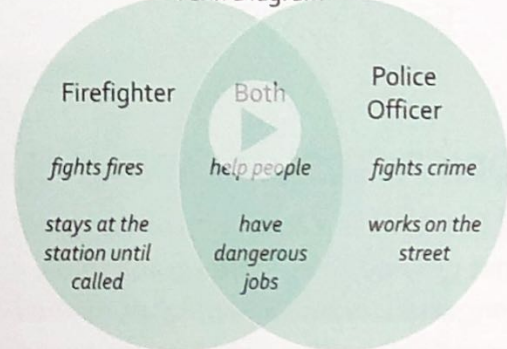 Firefighter
Both
Police
Officer
fights fires
help people
fights crime
stays at the
station until
called
have
dangerous
jobs
works on the
street